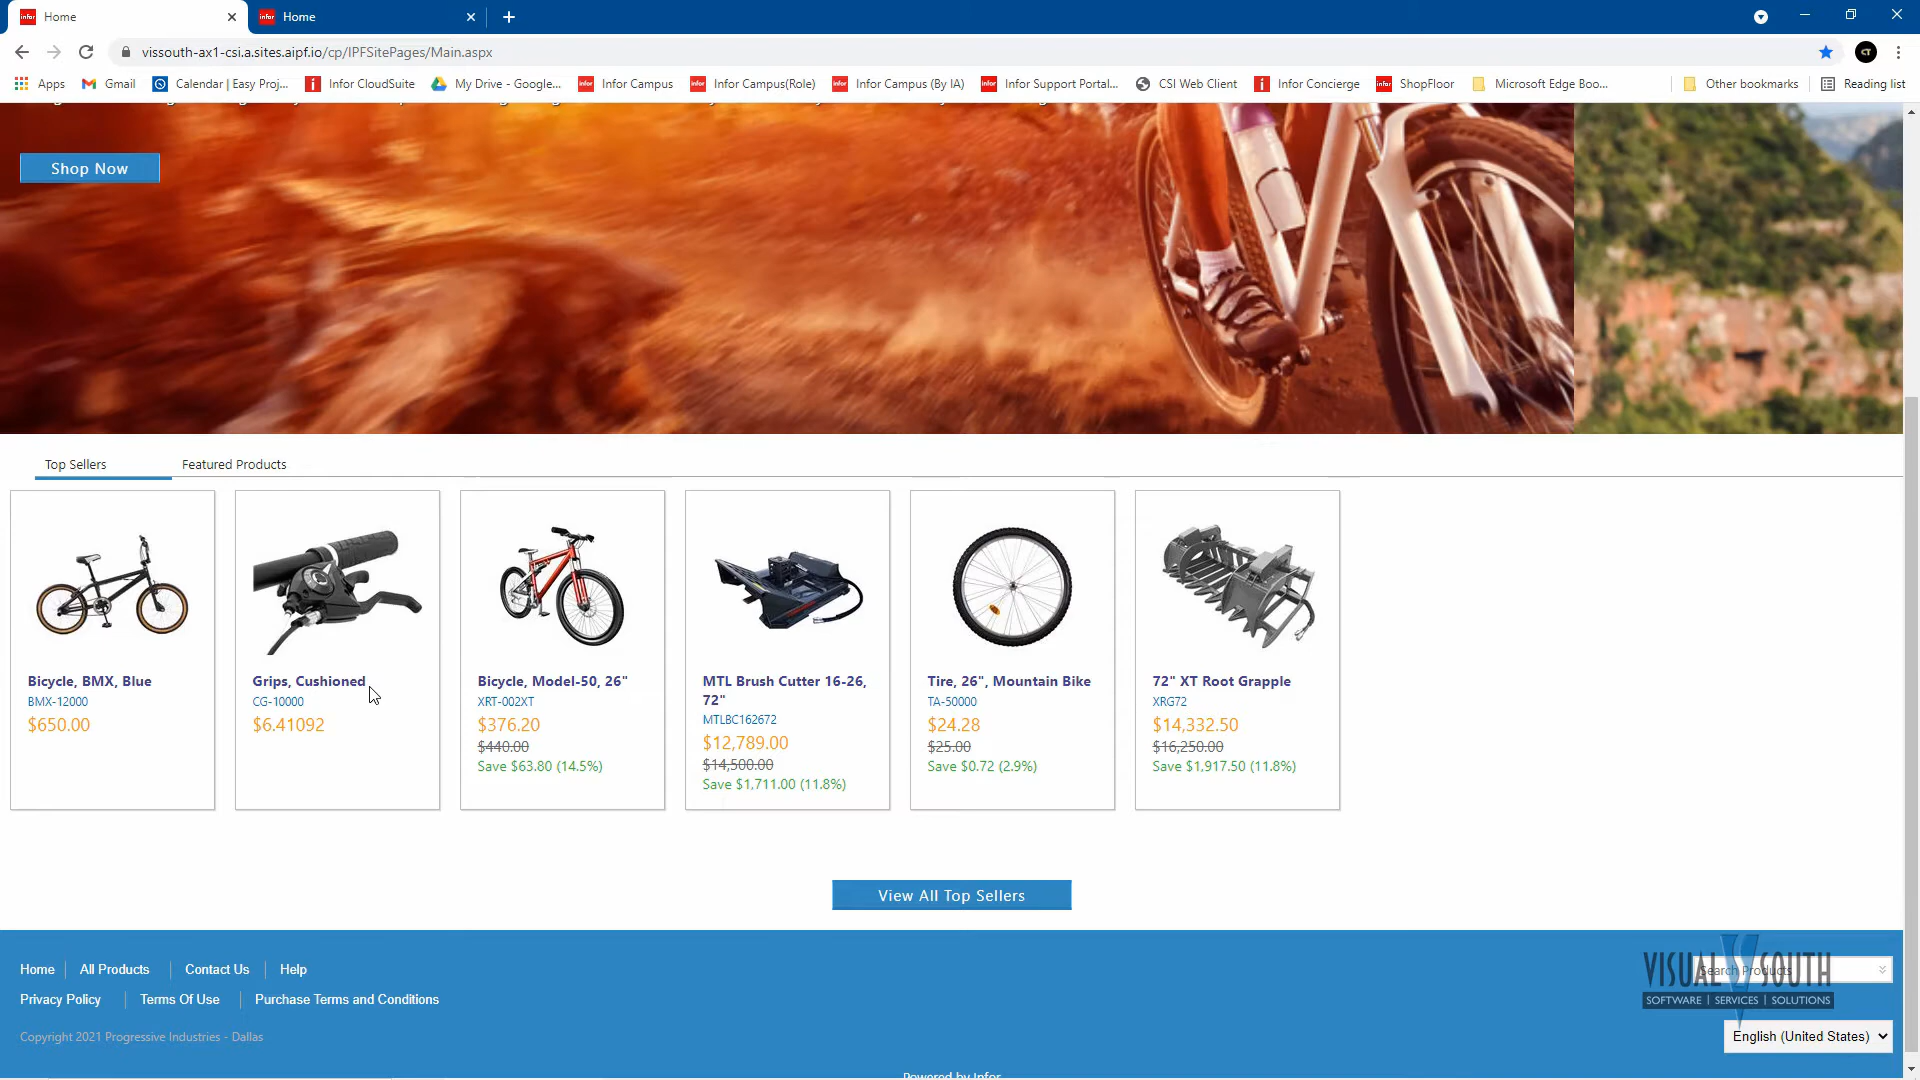 Home
Home
vissouth-ax1-csi.a.sites.aipf.io/cp/IPFSitePages/Main.aspx
CT
Apps
Gmail
Calendar | Easy Proj...
Infor CloudSuite
My Drive - Google...
Infor Campus
Infor Campus(Role)
Infor Campus (By IA)
Infor Support Portal...
CSI Web Client
Infor Concierge
ShopFloor
Microsoft Edge Boo...
Other bookmarks
Reading list
Shop Now
Top Sellers
Featured Products
Bicycle, BMX, Blue
BMX-12000
$650.00
Grips, Cushioned
CG-10000
$6.41092
Bicycle, Model-50, 26"
XRT-002XT
$376.20
$440.00
Save $63.80 (14.5%)
MTL Brush Cutter 16-26,
72"
MTLBC162672
$12,789.00
$14,500.00
Save $1,711.00 (11.8%)
Tire, 26", Mountain Bike
TA-50000
$24.28
$25.00
Save $0.72 (2.9%)
72" XT Root Grapple
XRG72
$14,332.50
$16,250.00
Save $1,917.50 (11.8%)
View All Top Sellers
Home
All Products
Contact Us
Help
Privacy Policy
Terms Of Use
Purchase Terms and Conditions
Copyright 2021 Progressive Industries - Dallas
Search Products
VISUAL SOUTH
SOFTWARE | SERVICES | SOLUTIONS
English (United States)
Powered by Infor